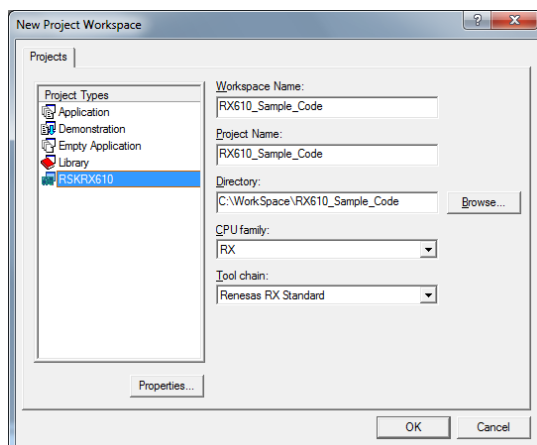 New Project Workspace
Projects
Project Types
Application
Demonstration
Empty Application
Library
RSKRX610
Workspace Name:
RX610_Sample_Code
Project Name:
RX610_Sample_Code
Directory:
C:\WorkSpace\RX610_Sample_Code
Browse...
CPU family:
RX
Tool chain:
Renesas RX Standard
Properties...
OK
Cancel